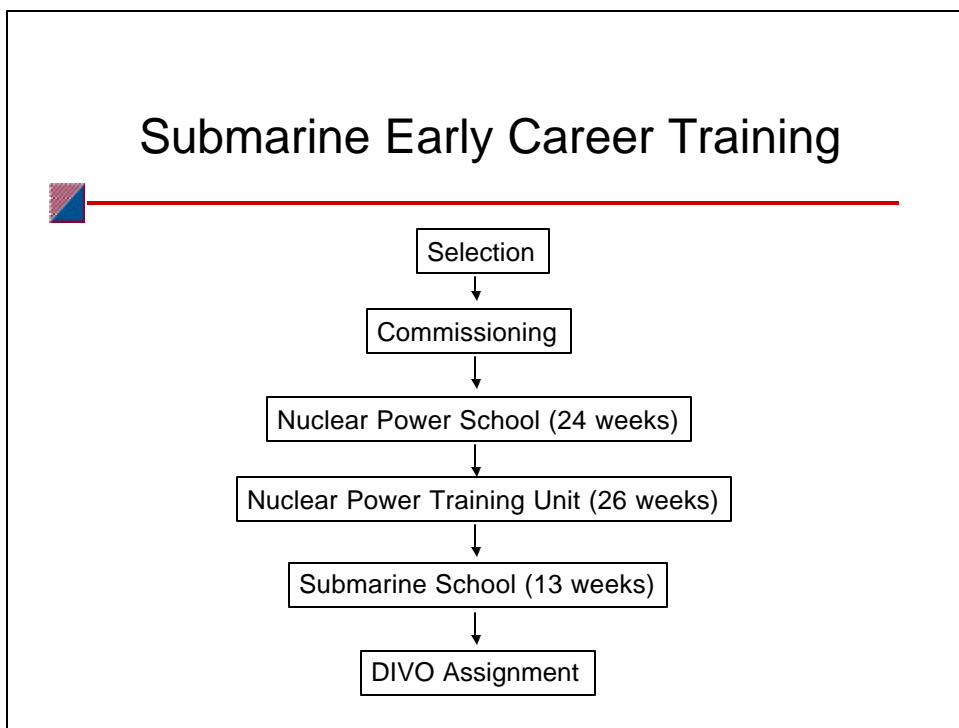 Submarine Early Career Training
Selection
Commissioning
Nuclear Power School (24 weeks)
Nuclear Power Training Unit (26 weeks)
Submarine School (13 weeks)
DIVO Assignment